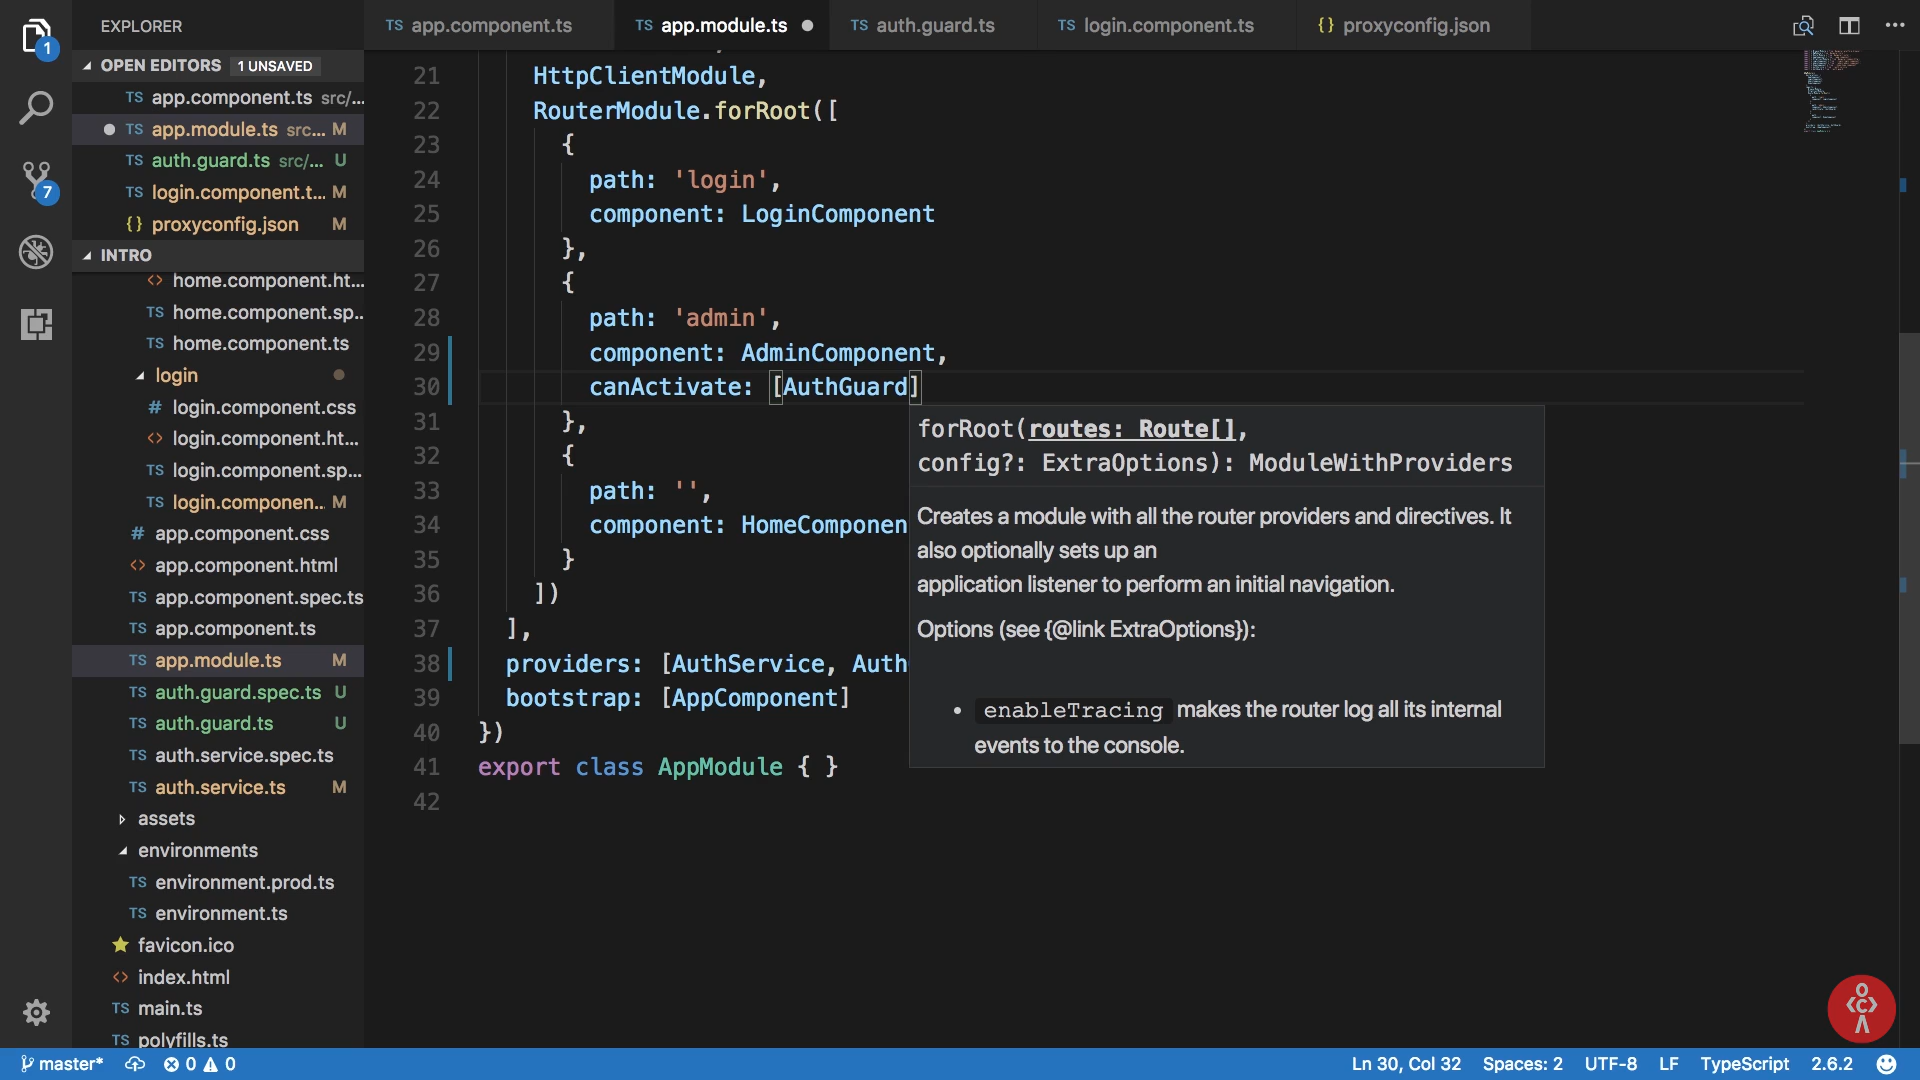 EXPLORER
OPEN EDITORS 1 UNSAVED
TS app.component.ts src/...
TS app.module.ts src... M
TS auth.guard.ts src/... U
TS login.component.t... M
{} proxyconfig.json M
INTRO
<> home.component.ht...
TS home.component.sp...
TS home.component.ts
login
# login.component.css
<> login.component.ht...
TS login.component.sp...
TS login.componen... M
# app.component.css
<> app.component.html
TS app.component.spec.ts
TS app.component.ts
TS app.module.ts M
TS auth.guard.spec.ts U
TS auth.guard.ts U
TS auth.service.spec.ts
TS auth.service.ts M
assets
environments
TS environment.prod.ts
TS environment.ts
favicon.ico
<> index.html
TS main.ts
TS polyfills.ts
1
7
TS app.component.ts
TS app.module.ts
TS auth.guard.ts
TS login.component.ts
{} proxyconfig.json
21 HttpClientModule,
22 RouterModule.forRoot([
23 {
24 path: 'login',
25 component: LoginComponent
26 },
27 {
28 path: 'admin',
29 component: AdminComponent,
30 canActivate: [AuthGuard]
31 },
32 {
33 path: '',
34 component: HomeComponen
35 }
36 ])
37 ],
38 providers: [AuthService, Auth
39 bootstrap: [AppComponent]
40 })
41 export class AppModule { }
42
forRoot(routes: Route[],
config?: ExtraOptions): ModuleWithProviders
Creates a module with all the router providers and directives. It
also optionally sets up an
application listener to perform an initial navigation.
Options (see {@link ExtraOptions}):
• enableTracing makes the router log all its internal
events to the console.
master* 0 0
Ln 30, Col 32 Spaces: 2 UTF-8 LF TypeScript 2.6.2